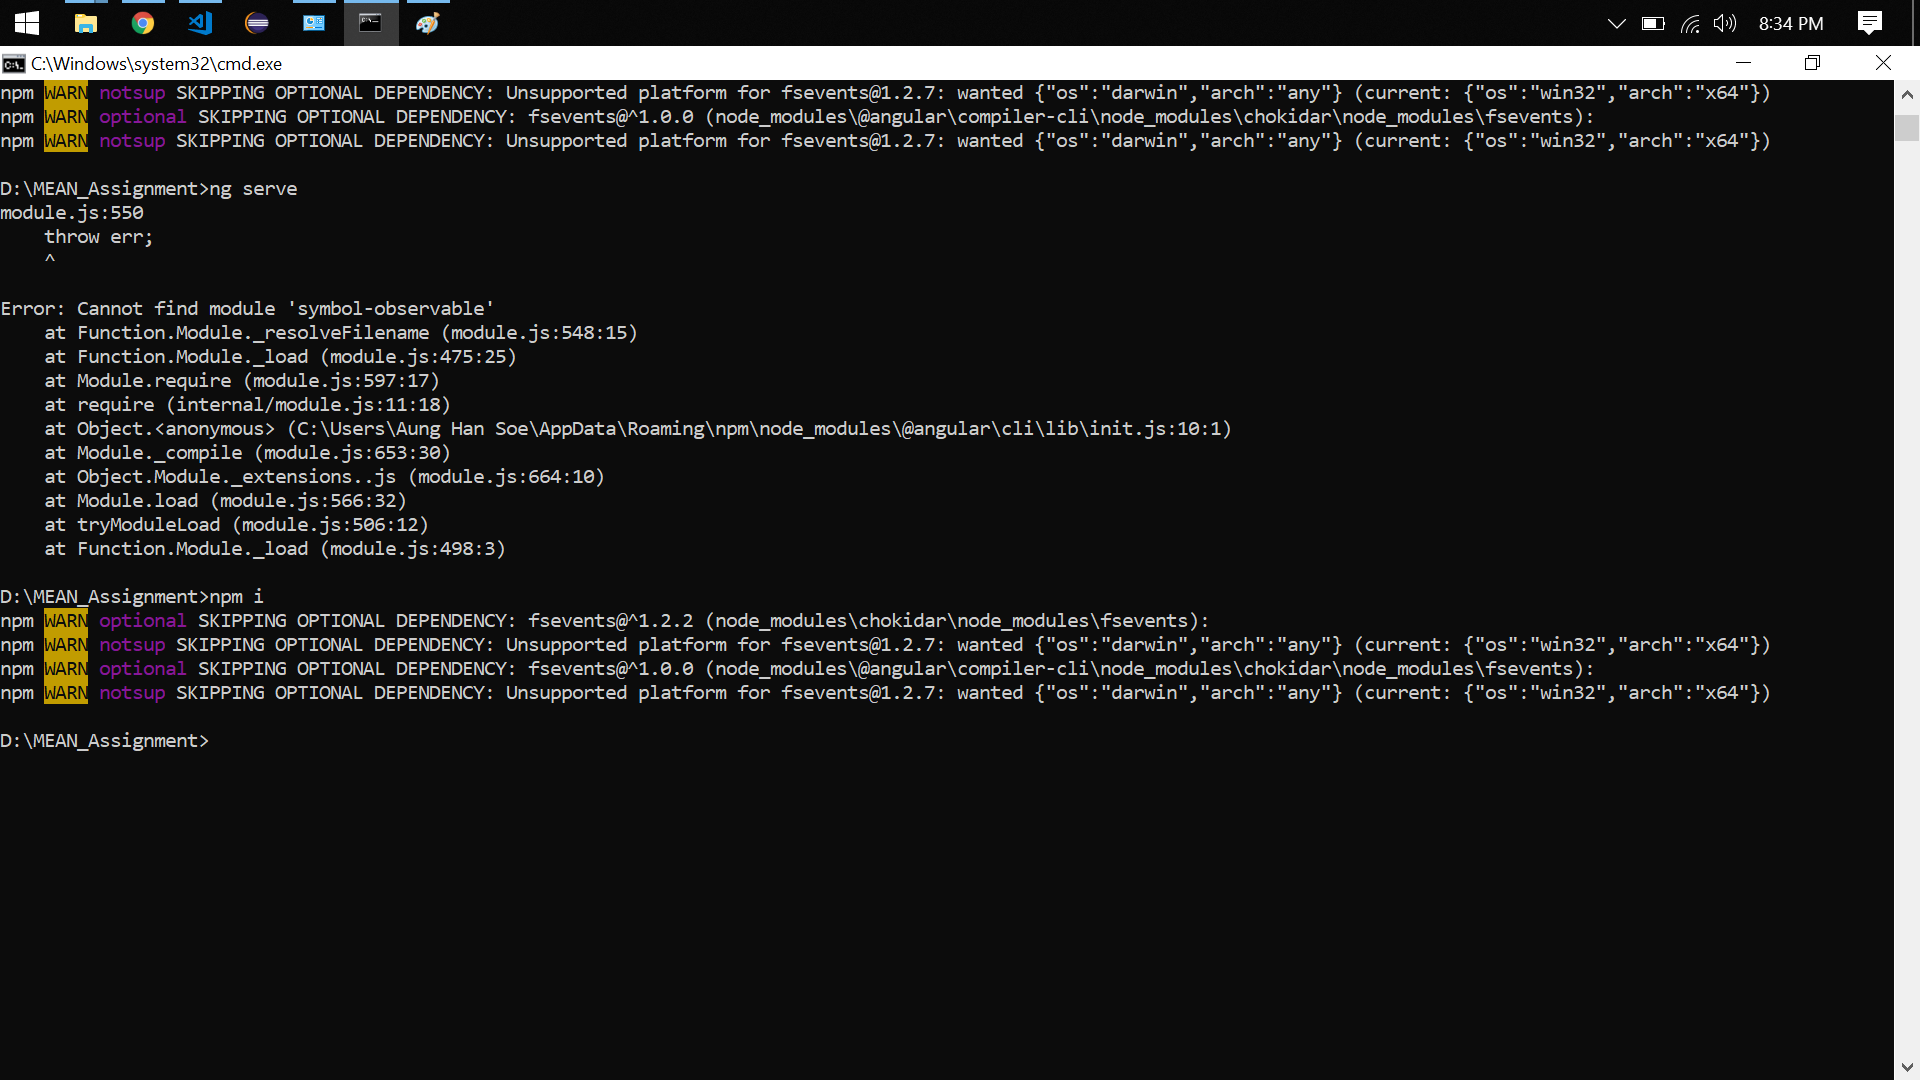 8:34 PM
C:\Windows\system32\cmd.exe
npm WARN notsup SKIPPING OPTIONAL DEPENDENCY: Unsupported platform for fsevents@1.2.7: wanted {"os":"darwin","arch":"any"} (current: {"os":"win32","arch":"x64"})
npm WARN optional SKIPPING OPTIONAL DEPENDENCY: fsevents@^1.0.0 (node_modules\@angular\compiler-cli\node_modules\chokidar\node_modules\fsevents):
npm WARN notsup SKIPPING OPTIONAL DEPENDENCY: Unsupported platform for fsevents@1.2.7: wanted {"os":"darwin","arch":"any"} (current: {"os":"win32","arch":"x64"})
D:\MEAN_Assignment>ng serve
module.js:550
    throw err;
    ^
Error: Cannot find module 'symbol-observable'
    at Function.Module._resolveFilename (module.js:548:15)
    at Function.Module._load (module.js:475:25)
    at Module.require (module.js:597:17)
    at require (internal/module.js:11:18)
    at Object.<anonymous> (C:\Users\Aung Han Soe\AppData\Roaming\npm\node_modules\@angular\cli\lib\init.js:10:1)
    at Module._compile (module.js:653:30)
    at Object.Module._extensions..js (module.js:664:10)
    at Module.load (module.js:566:32)
    at tryModuleLoad (module.js:506:12)
    at Function.Module._load (module.js:498:3)
D:\MEAN_Assignment>npm i
npm WARN optional SKIPPING OPTIONAL DEPENDENCY: fsevents@^1.2.2 (node_modules\chokidar\node_modules\fsevents):
npm WARN notsup SKIPPING OPTIONAL DEPENDENCY: Unsupported platform for fsevents@1.2.7: wanted {"os":"darwin","arch":"any"} (current: {"os":"win32","arch":"x64"})
npm WARN optional SKIPPING OPTIONAL DEPENDENCY: fsevents@^1.0.0 (node_modules\@angular\compiler-cli\node_modules\chokidar\node_modules\fsevents):
npm WARN notsup SKIPPING OPTIONAL DEPENDENCY: Unsupported platform for fsevents@1.2.7: wanted {"os":"darwin","arch":"any"} (current: {"os":"win32","arch":"x64"})
D:\MEAN_Assignment>